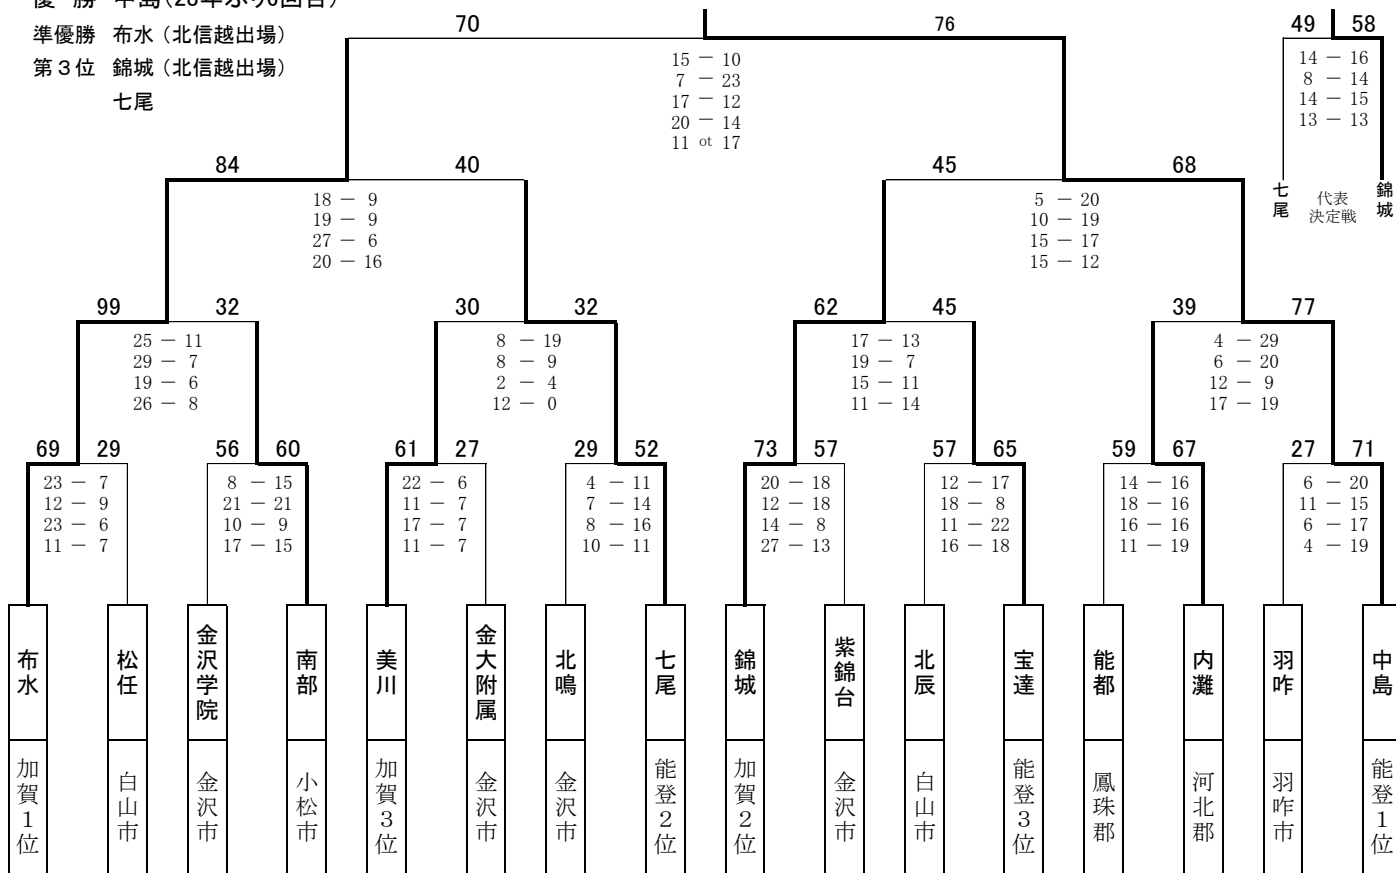 優 勝 中島(28年ぶり6回目)
準優勝 布水（北信越出場）
第３位 錦城（北信越出場）
七尾
70 76
15 － 10
7 － 23
17 － 12
20 － 14
11 ot 17
49 58
14 － 16
8 － 14
14 － 15
13 － 13
七尾 代表決定戦 錦城
84 40
18 － 9
19 － 9
27 － 6
20 － 16
45 68
5 － 20
10 － 19
15 － 17
15 － 12
99 32
25 － 11
29 － 7
19 － 6
26 － 8
30 32
8 － 19
8 － 9
2 － 4
12 － 0
62 45
17 － 13
19 － 7
15 － 11
11 － 14
39 77
4 － 29
6 － 20
12 － 9
17 － 19
69 29
23 － 7
12 － 9
23 － 6
11 － 7
56 60
8 － 15
21 － 21
10 － 9
17 － 15
61 27
22 － 6
11 － 7
17 － 7
11 － 7
29 52
4 － 11
7 － 14
8 － 16
10 － 11
73 57
20 － 18
12 － 18
14 － 8
27 － 13
57 65
12 － 17
18 － 8
11 － 22
16 － 18
59 67
14 － 16
18 － 16
16 － 16
11 － 19
27 71
6 － 20
11 － 15
6 － 17
4 － 19
布水 松任 金沢学院 南部 美川 金大附属 北鳴 七尾 錦城 紫錦台 北辰 宝達 能都 内灘 羽咋 中島
加賀１位 白山市 金沢市 小松市 加賀３位 金沢市 金沢市 能登２位 加賀２位 金沢市 白山市 能登３位 鳳珠郡 河北郡 羽咋市 能登１位